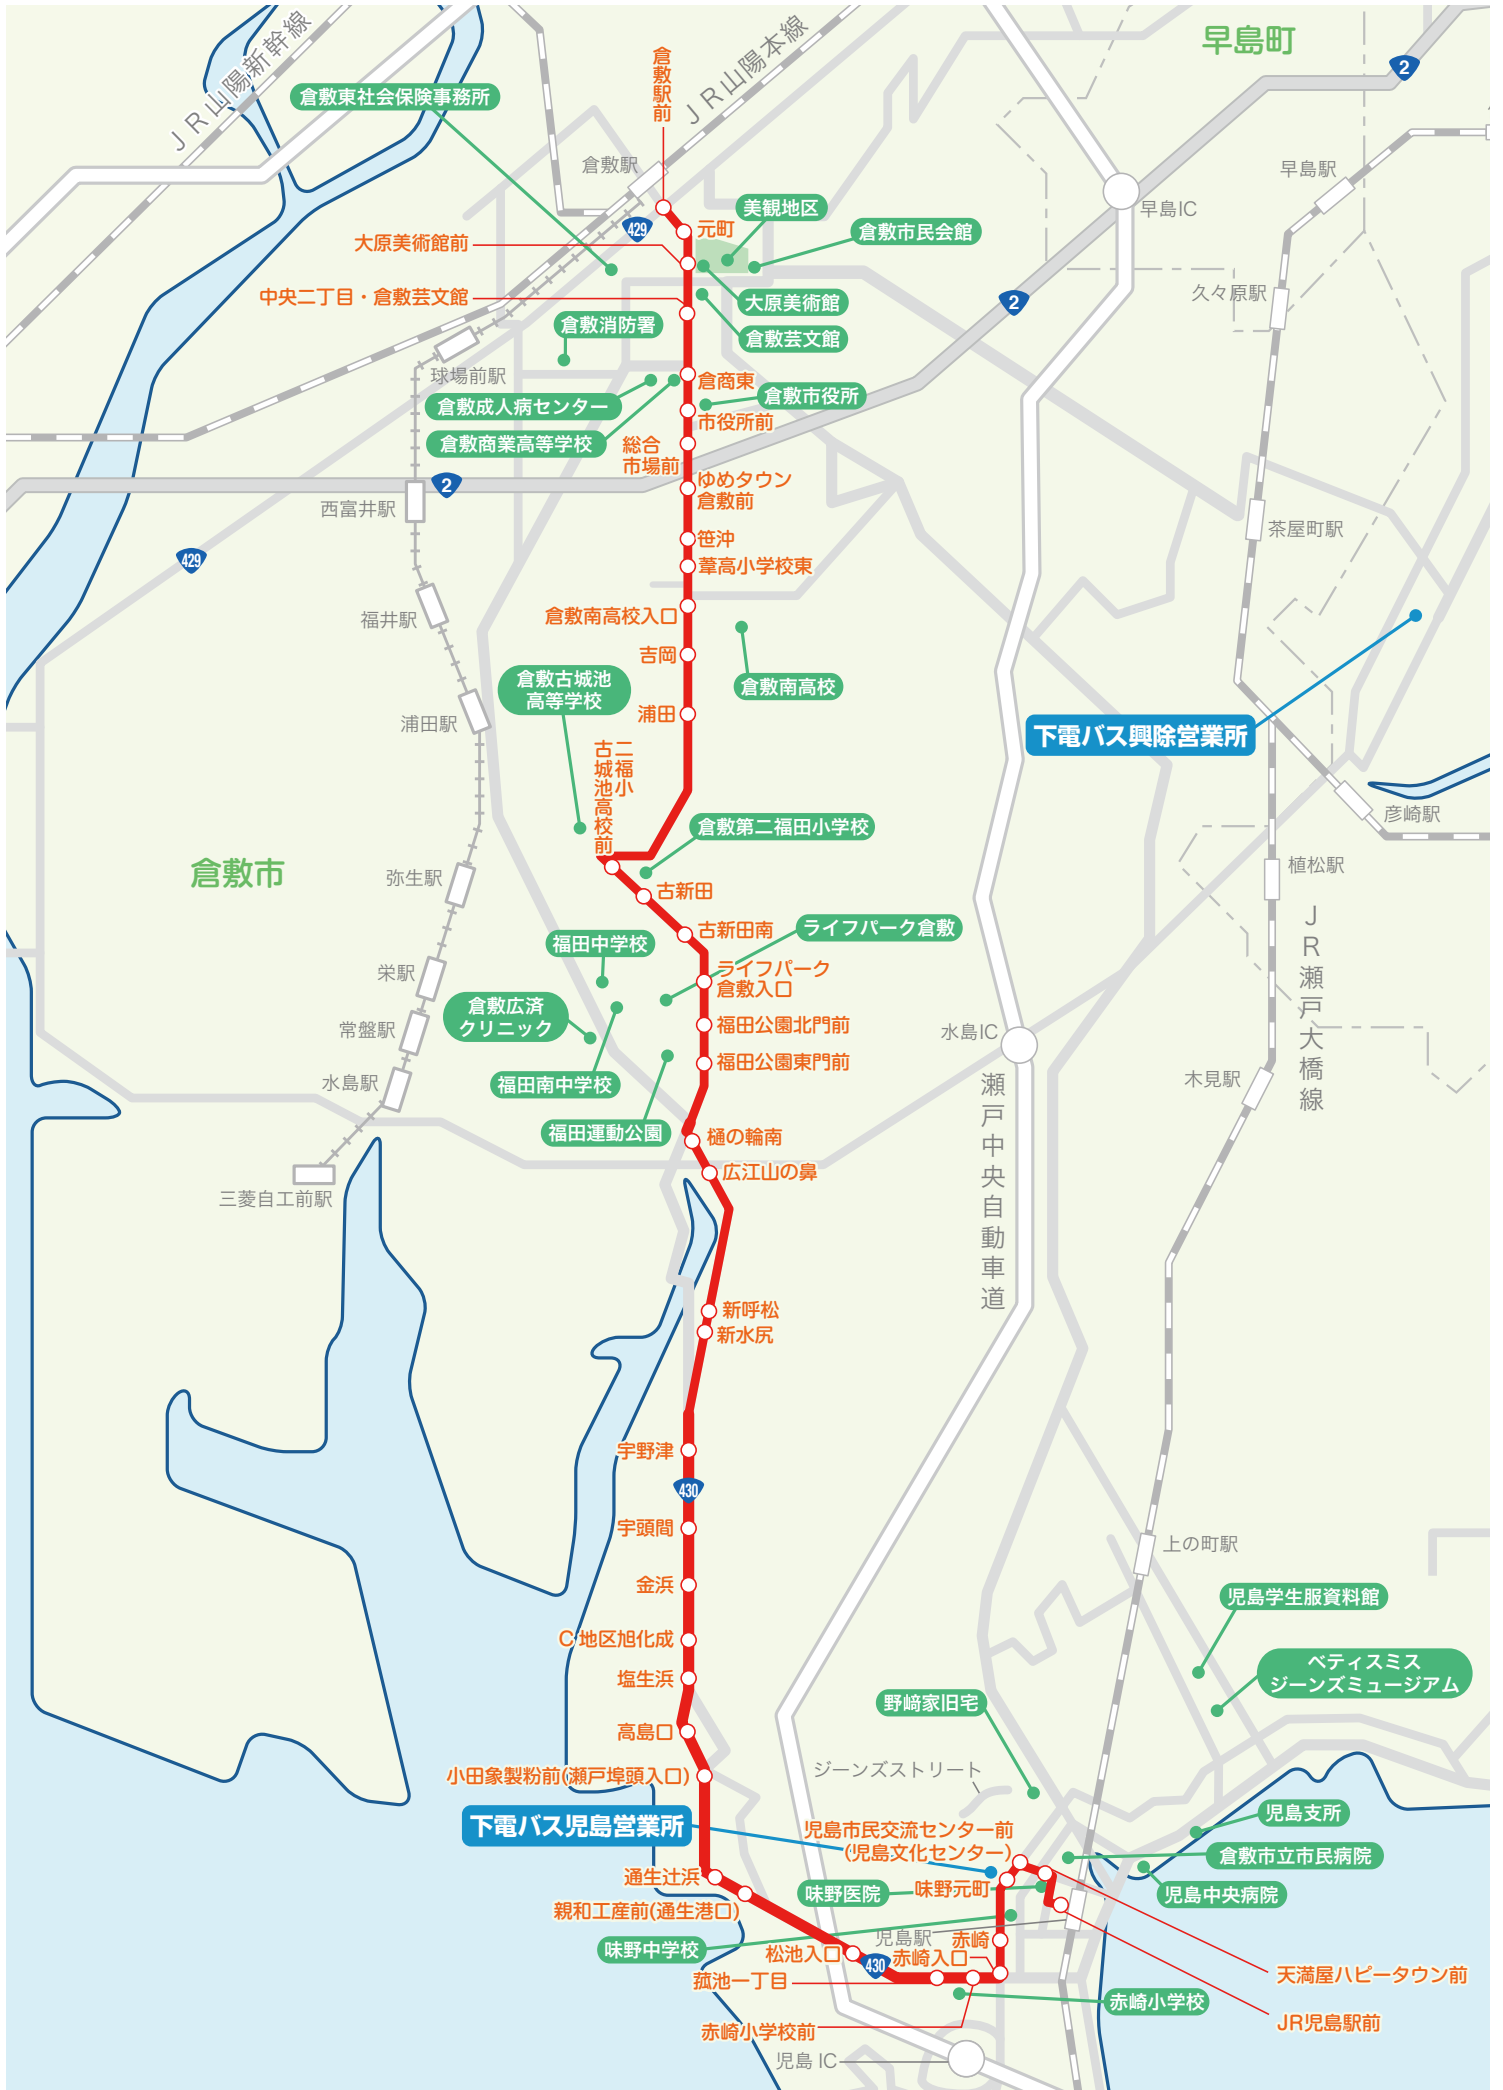 早島町
JR山陽新幹線
倉敷駅前
JR山陽本線
2
倉敷東社会保険事務所
倉敷駅
早島駅
美観地区
早島IC
429
元町
倉敷市民会館
大原美術館前
久々原駅
中央二丁目・倉敷芸文館
大原美術館
2
倉敷消防署
倉敷芸文館
球場前駅
倉商東
倉敷市役所
倉敷成人病センター
市役所前
倉敷商業高等学校
総合
市場前
ゆめタウン
倉敷前
2
西富井駅
茶屋町駅
笹沖
429
葦高小学校東
福井駅
倉敷南高校入口
吉岡
倉敷古城池
高等学校
倉敷南高校
浦田
浦田駅
下電バス興除営業所
二福小
古城池高校前
彦崎駅
倉敷第二福田小学校
倉敷市
植松駅
弥生駅
古新田
JR瀬戸大橋線
古新田南
ライフパーク倉敷
福田中学校
栄駅
ライフパーク
倉敷入口
倉敷広済
クリニック
常盤駅
福田公園北門前
水島IC
福田公園東門前
水島駅
福田南中学校
木見駅
瀬戸中央自動車道
福田運動公園
樋の輪南
広江山の鼻
三菱自工前駅
新呼松
新水尻
宇野津
430
宇頭間
上の町駅
金浜
児島学生服資料館
C地区旭化成
ベティスミス
ジーンズミュージアム
塩生浜
野﨑家旧宅
高島口
ジーンズストリート
小田象製粉前(瀬戸埠頭入口)
児島支所
下電バス児島営業所
児島市民交流センター前
(児島文化センター)
倉敷市立市民病院
通生辻浜
味野医院
味野元町
児島中央病院
親和工産前(通生港口)
児島駅
赤崎
味野中学校
松池入口
赤崎入口
430
天満屋ハピータウン前
菰池一丁目
赤崎小学校
JR児島駅前
赤崎小学校前
児島IC